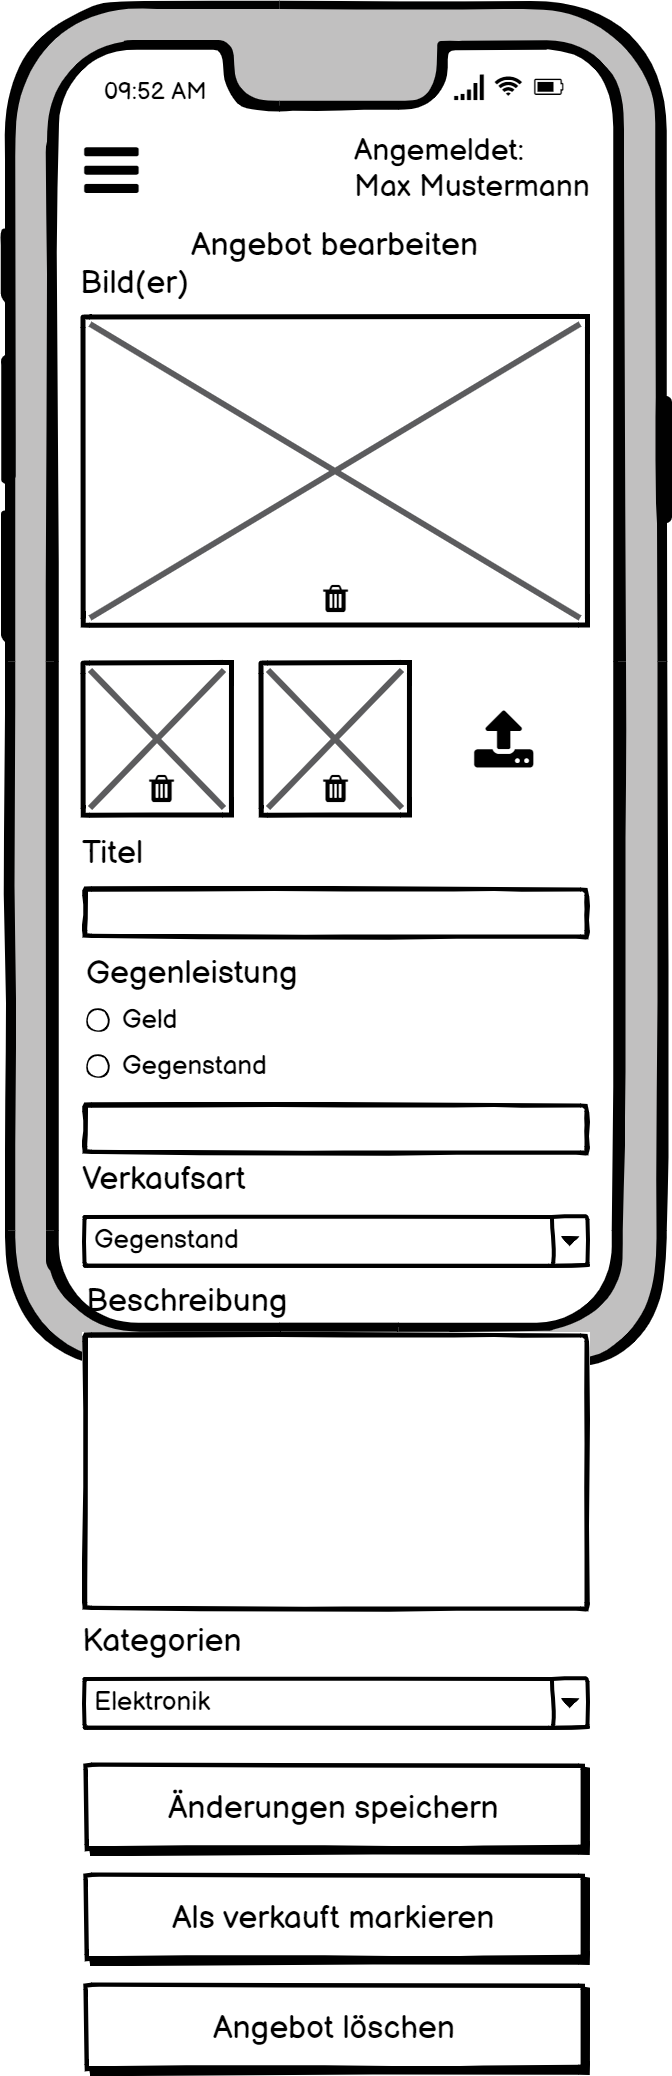 09:52 AM
Angemeldet:
Max Mustermann
Angebot bearbeiten
Bild(er)
Titel
Gegenleistung
Geld
Gegenstand
Verkaufsart
Gegenstand
Beschreibung
Kategorien
Elektronik
Änderungen speichern
Als verkauft markieren
Angebot löschen